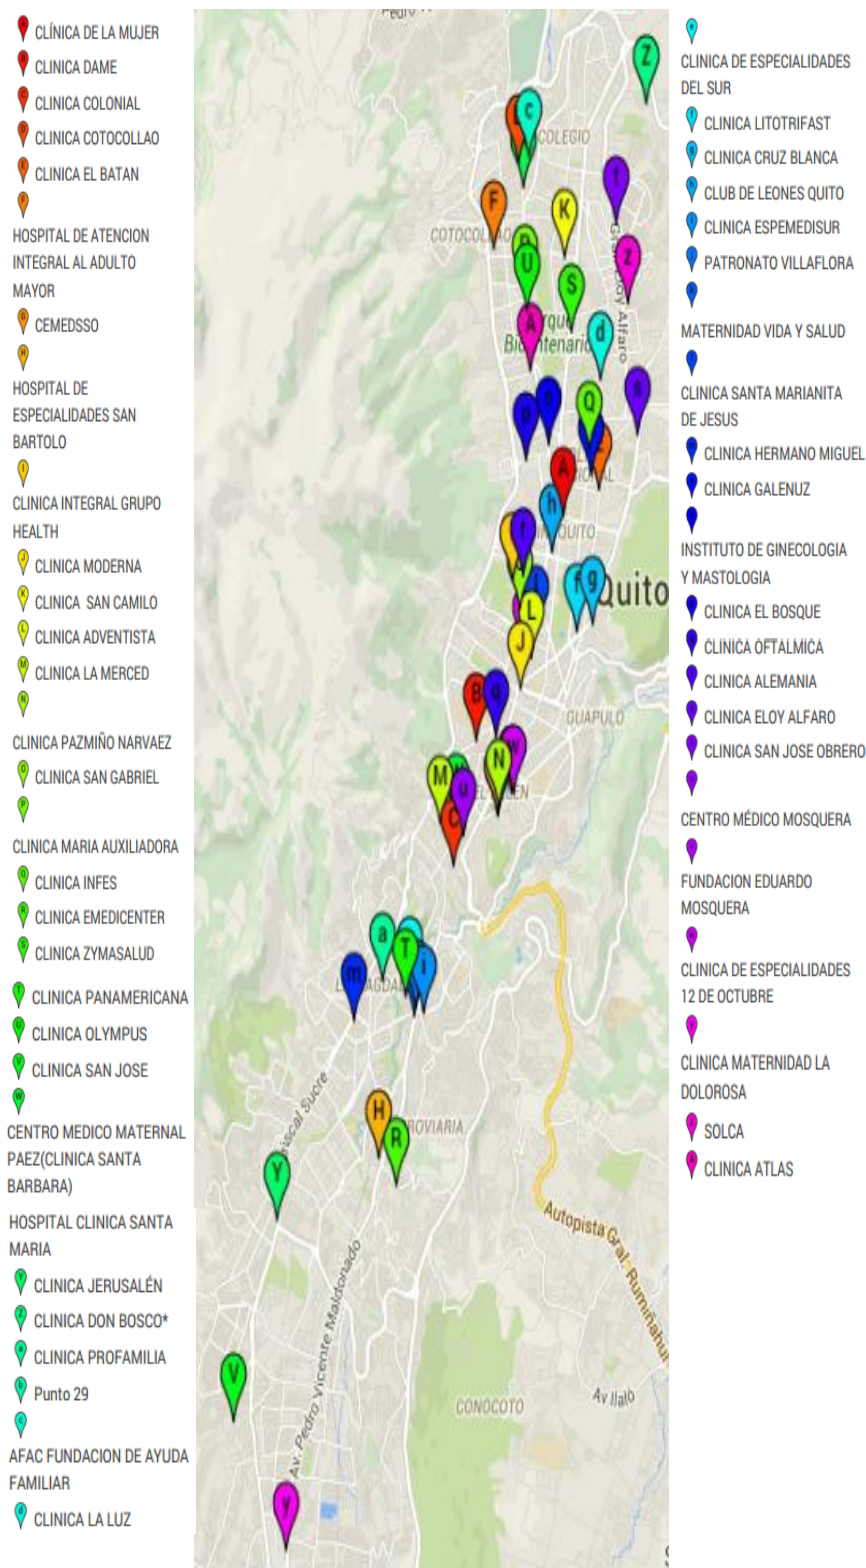 A CLÍNICA DE LA MUJER
B CLINICA DAME
C CLINICA COLONIAL
D CLINICA COTOCOLLAO
E CLINICA EL BATAN
F
HOSPITAL DE ATENCION
INTEGRAL AL ADULTO
MAYOR
G CEMEDSSO
H
HOSPITAL DE
ESPECIALIDADES SAN
BARTOLO
I
CLINICA INTEGRAL GRUPO
HEALTH
J CLINICA MODERNA
K CLINICA SAN CAMILO
L CLINICA ADVENTISTA
M CLINICA LA MERCED
N
CLINICA PAZMIÑO NARVAEZ
O CLINICA SAN GABRIEL
P
CLINICA MARIA AUXILIADORA
Q CLINICA INFES
R CLINICA EMEDICENTER
S CLINICA ZYMASALUD
T CLINICA PANAMERICANA
U CLINICA OLYMPUS
V CLINICA SAN JOSE
W
CENTRO MEDICO MATERNAL
PAEZ(CLINICA SANTA
BARBARA)
HOSPITAL CLINICA SANTA
MARIA
Y CLINICA JERUSALÉN
Z CLINICA DON BOSCO*
a CLINICA PROFAMILIA
b Punto 29
c
AFAC FUNDACION DE AYUDA
FAMILIAR
d CLINICA LA LUZ
Z
c
COLEGIO
t
F
K
COTOCOLLAO
z
U
S
Gral Eloy Alfaro
A
Parque
Bicentenario
d
s
Q
A
h
r
f
g
Quito
L
J
B
q
GUAPULO
w
N
M
u
C
a
T
i
m
H
R
Mariscal Sucre
Y
Autopista Gral. Rumiñahui
Av. Pedro Vicente Maldonado
V
Av Ilalo
CONOCOTO
y
e
CLINICA DE ESPECIALIDADES
DEL SUR
f CLINICA LITOTRIFAST
g CLINICA CRUZ BLANCA
h CLUB DE LEONES QUITO
i CLINICA ESPEMEDISUR
j PATRONATO VILLAFLORA
k
MATERNIDAD VIDA Y SALUD
l
CLINICA SANTA MARIANITA
DE JESUS
m CLINICA HERMANO MIGUEL
n CLINICA GALENUZ
o
INSTITUTO DE GINECOLOGIA
Y MASTOLOGIA
p CLINICA EL BOSQUE
q CLINICA OFTALMICA
r CLINICA ALEMANIA
s CLINICA ELOY ALFARO
t CLINICA SAN JOSE OBRERO
u
CENTRO MÉDICO MOSQUERA
v
FUNDACION EDUARDO
MOSQUERA
w
CLINICA DE ESPECIALIDADES
12 DE OCTUBRE
y
CLINICA MATERNIDAD LA
DOLOROSA
z SOLCA
A CLINICA ATLAS